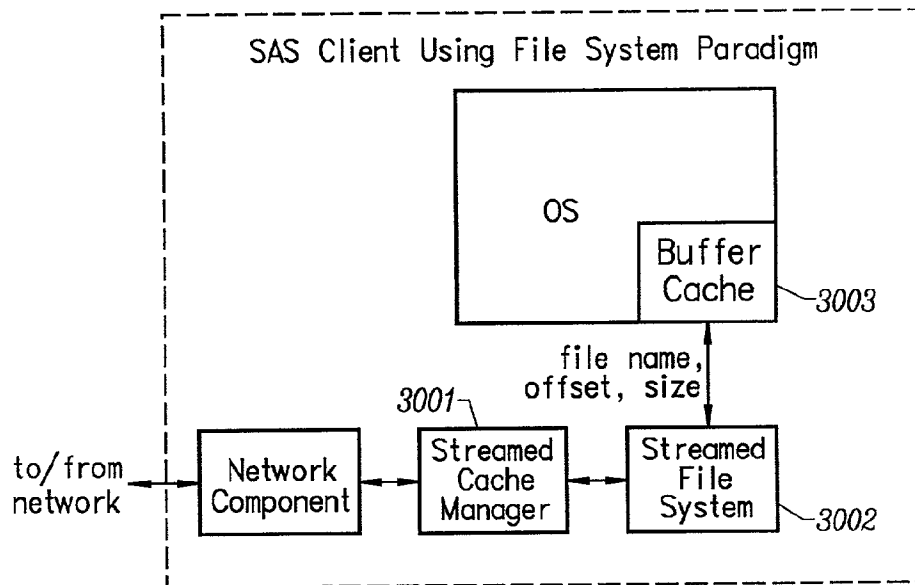 SAS Client Using File System Paradigm
OS
Buffer
Cache
3003
file name,
offset, size
3001
to/from
network
Network
Component
Streamed
Cache
Manager
Streamed
File
System
3002